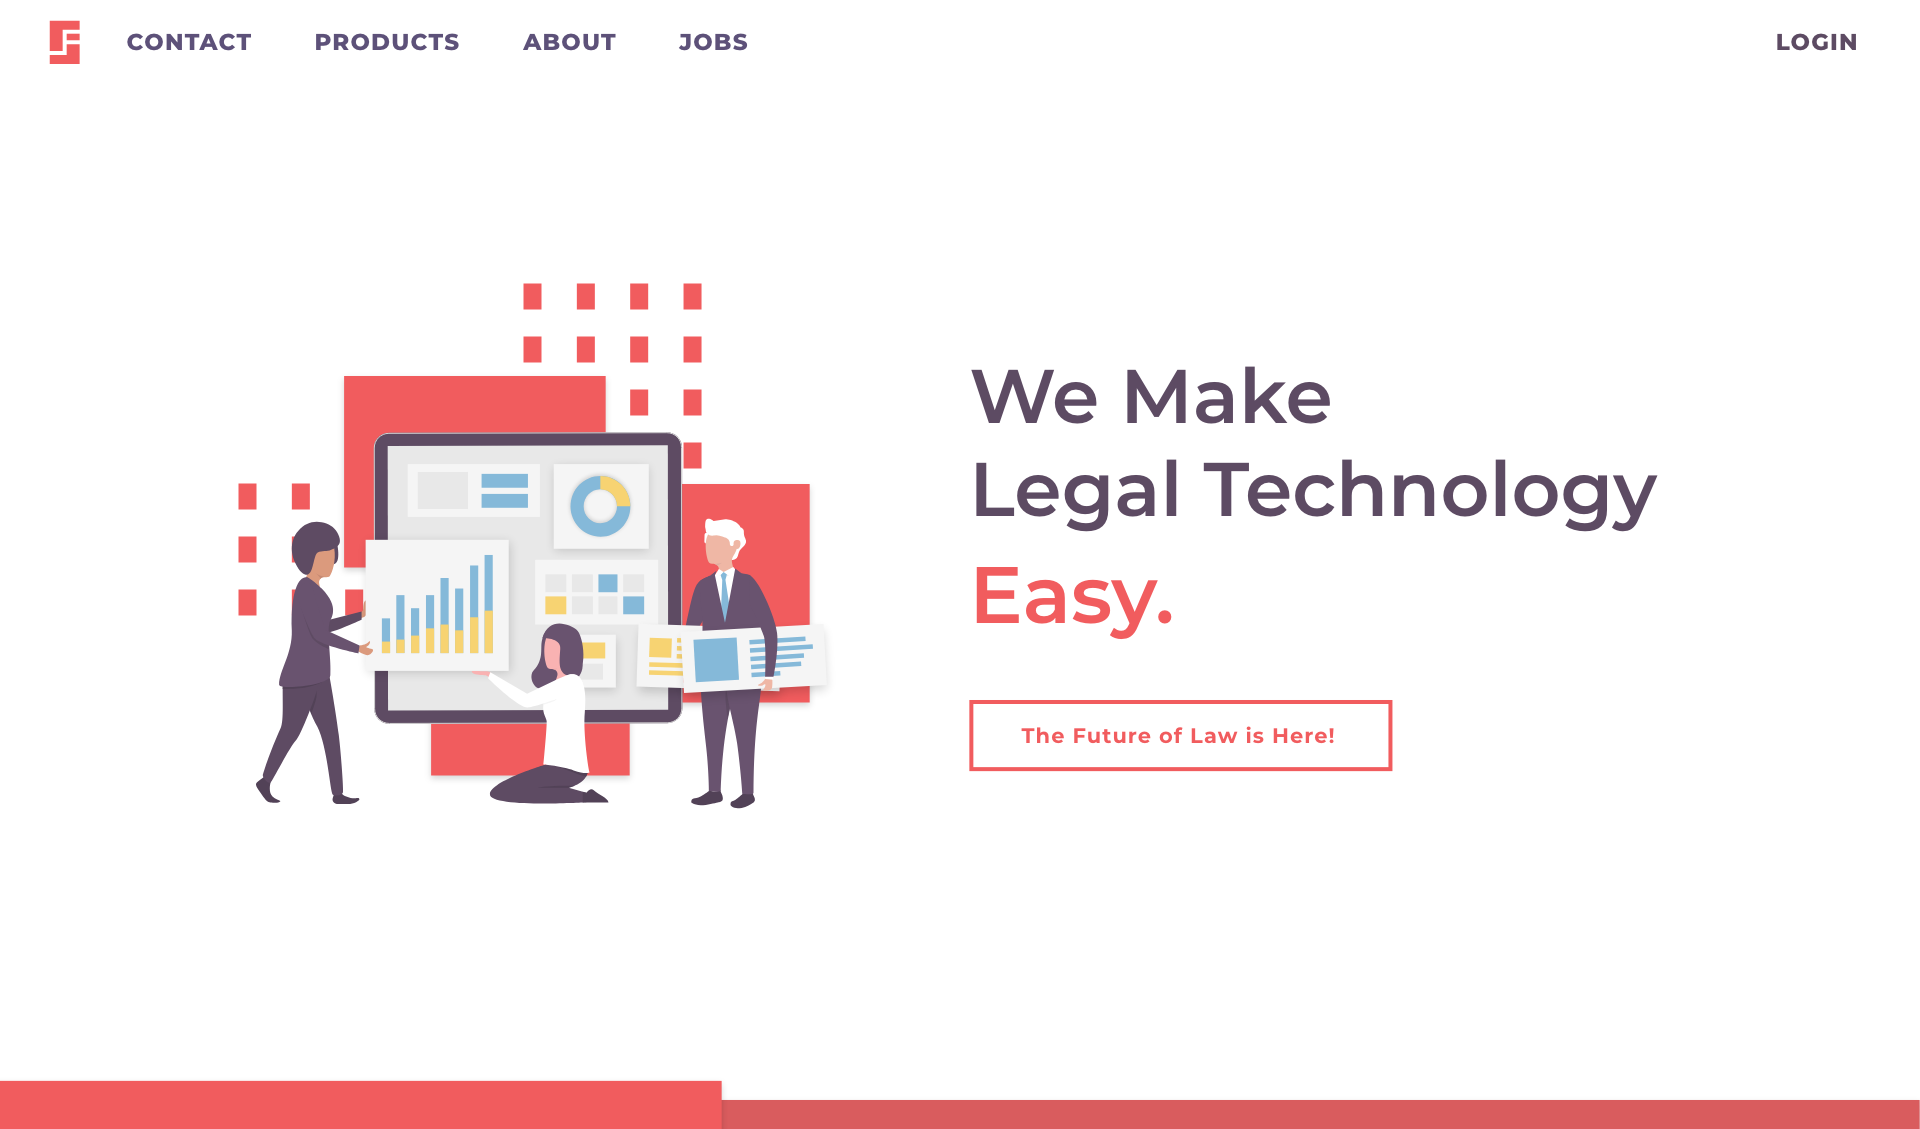 CONTACT PRODUCTS ABOUT JOBS LOGIN
We Make
Legal Technology
Easy.
The Future of Law is Here!